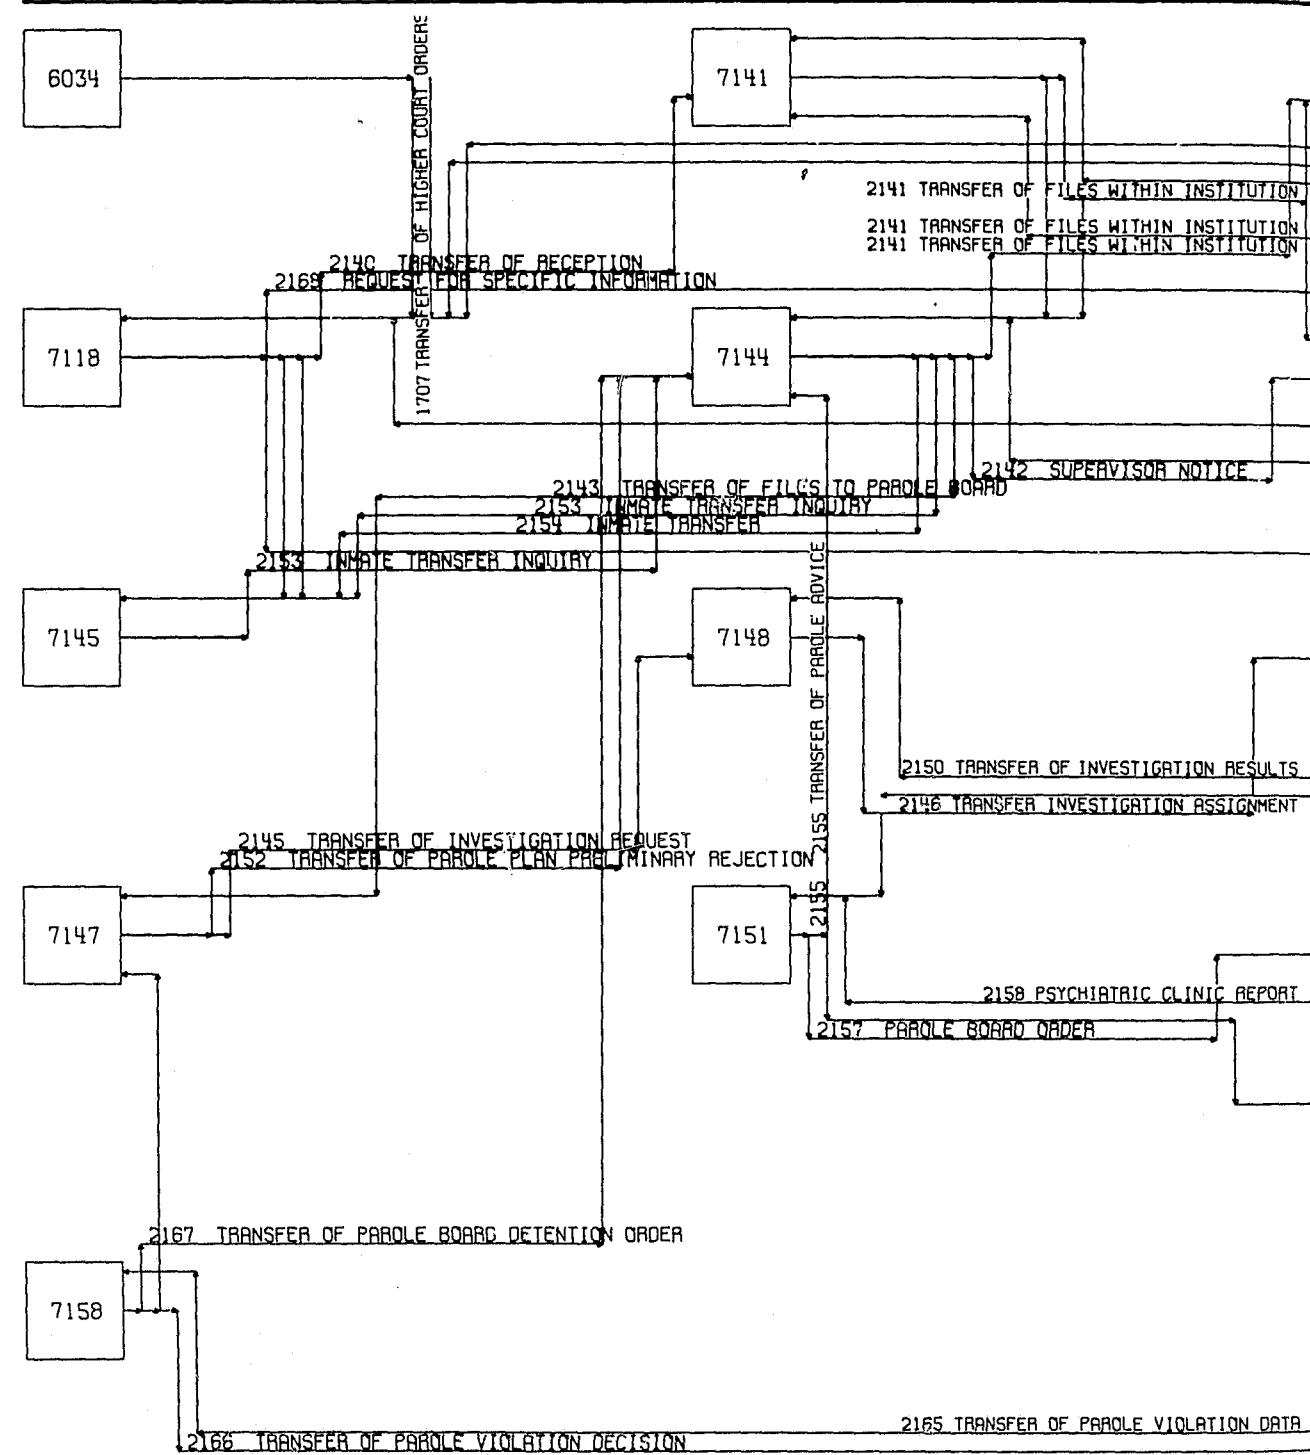 6034
7141
1707 TRANSFER OF HIGHER COURT ORDERS
2141 TRANSFER OF FILES WITHIN INSTITUTION
2141 TRANSFER OF FILES WITHIN INSTITUTION
2141 TRANSFER OF FILES WITHIN INSTITUTION
2140 TRANSFER OF RECEPTION
2169 REQUEST FOR SPECIFIC INFORMATION
7118
7144
2142 SUPERVISOR NOTICE
2143 TRANSFER OF FILES TO PAROLE BOARD
2153 INMATE TRANSFER INQUIRY
2154 INMATE TRANSFER
2153 INMATE TRANSFER INQUIRY
7145
7148
2155 2155 TRANSFER OF PAROLE ADVICE
2150 TRANSFER OF INVESTIGATION RESULTS
2146 TRANSFER INVESTIGATION ASSIGNMENT
2145 TRANSFER OF INVESTIGATION REQUEST
2152 TRANSFER OF PAROLE PLAN PRELIMINARY REJECTION
7147
7151
2158 PSYCHIATRIC CLINIC REPORT
2157 PAROLE BOARD ORDER
2167 TRANSFER OF PAROLE BOARD DETENTION ORDER
7158
2165 TRANSFER OF PAROLE VIOLATION DATA
2166 TRANSFER OF PAROLE VIOLATION DECISION